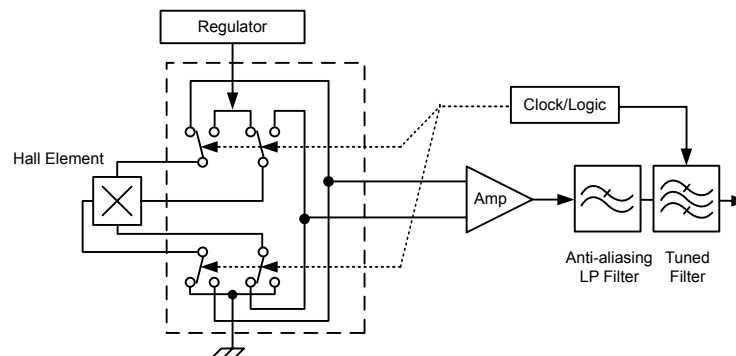 Regulator
Clock/Logic
Hall Element
Amp
Anti-aliasing
LP Filter
Tuned
Filter